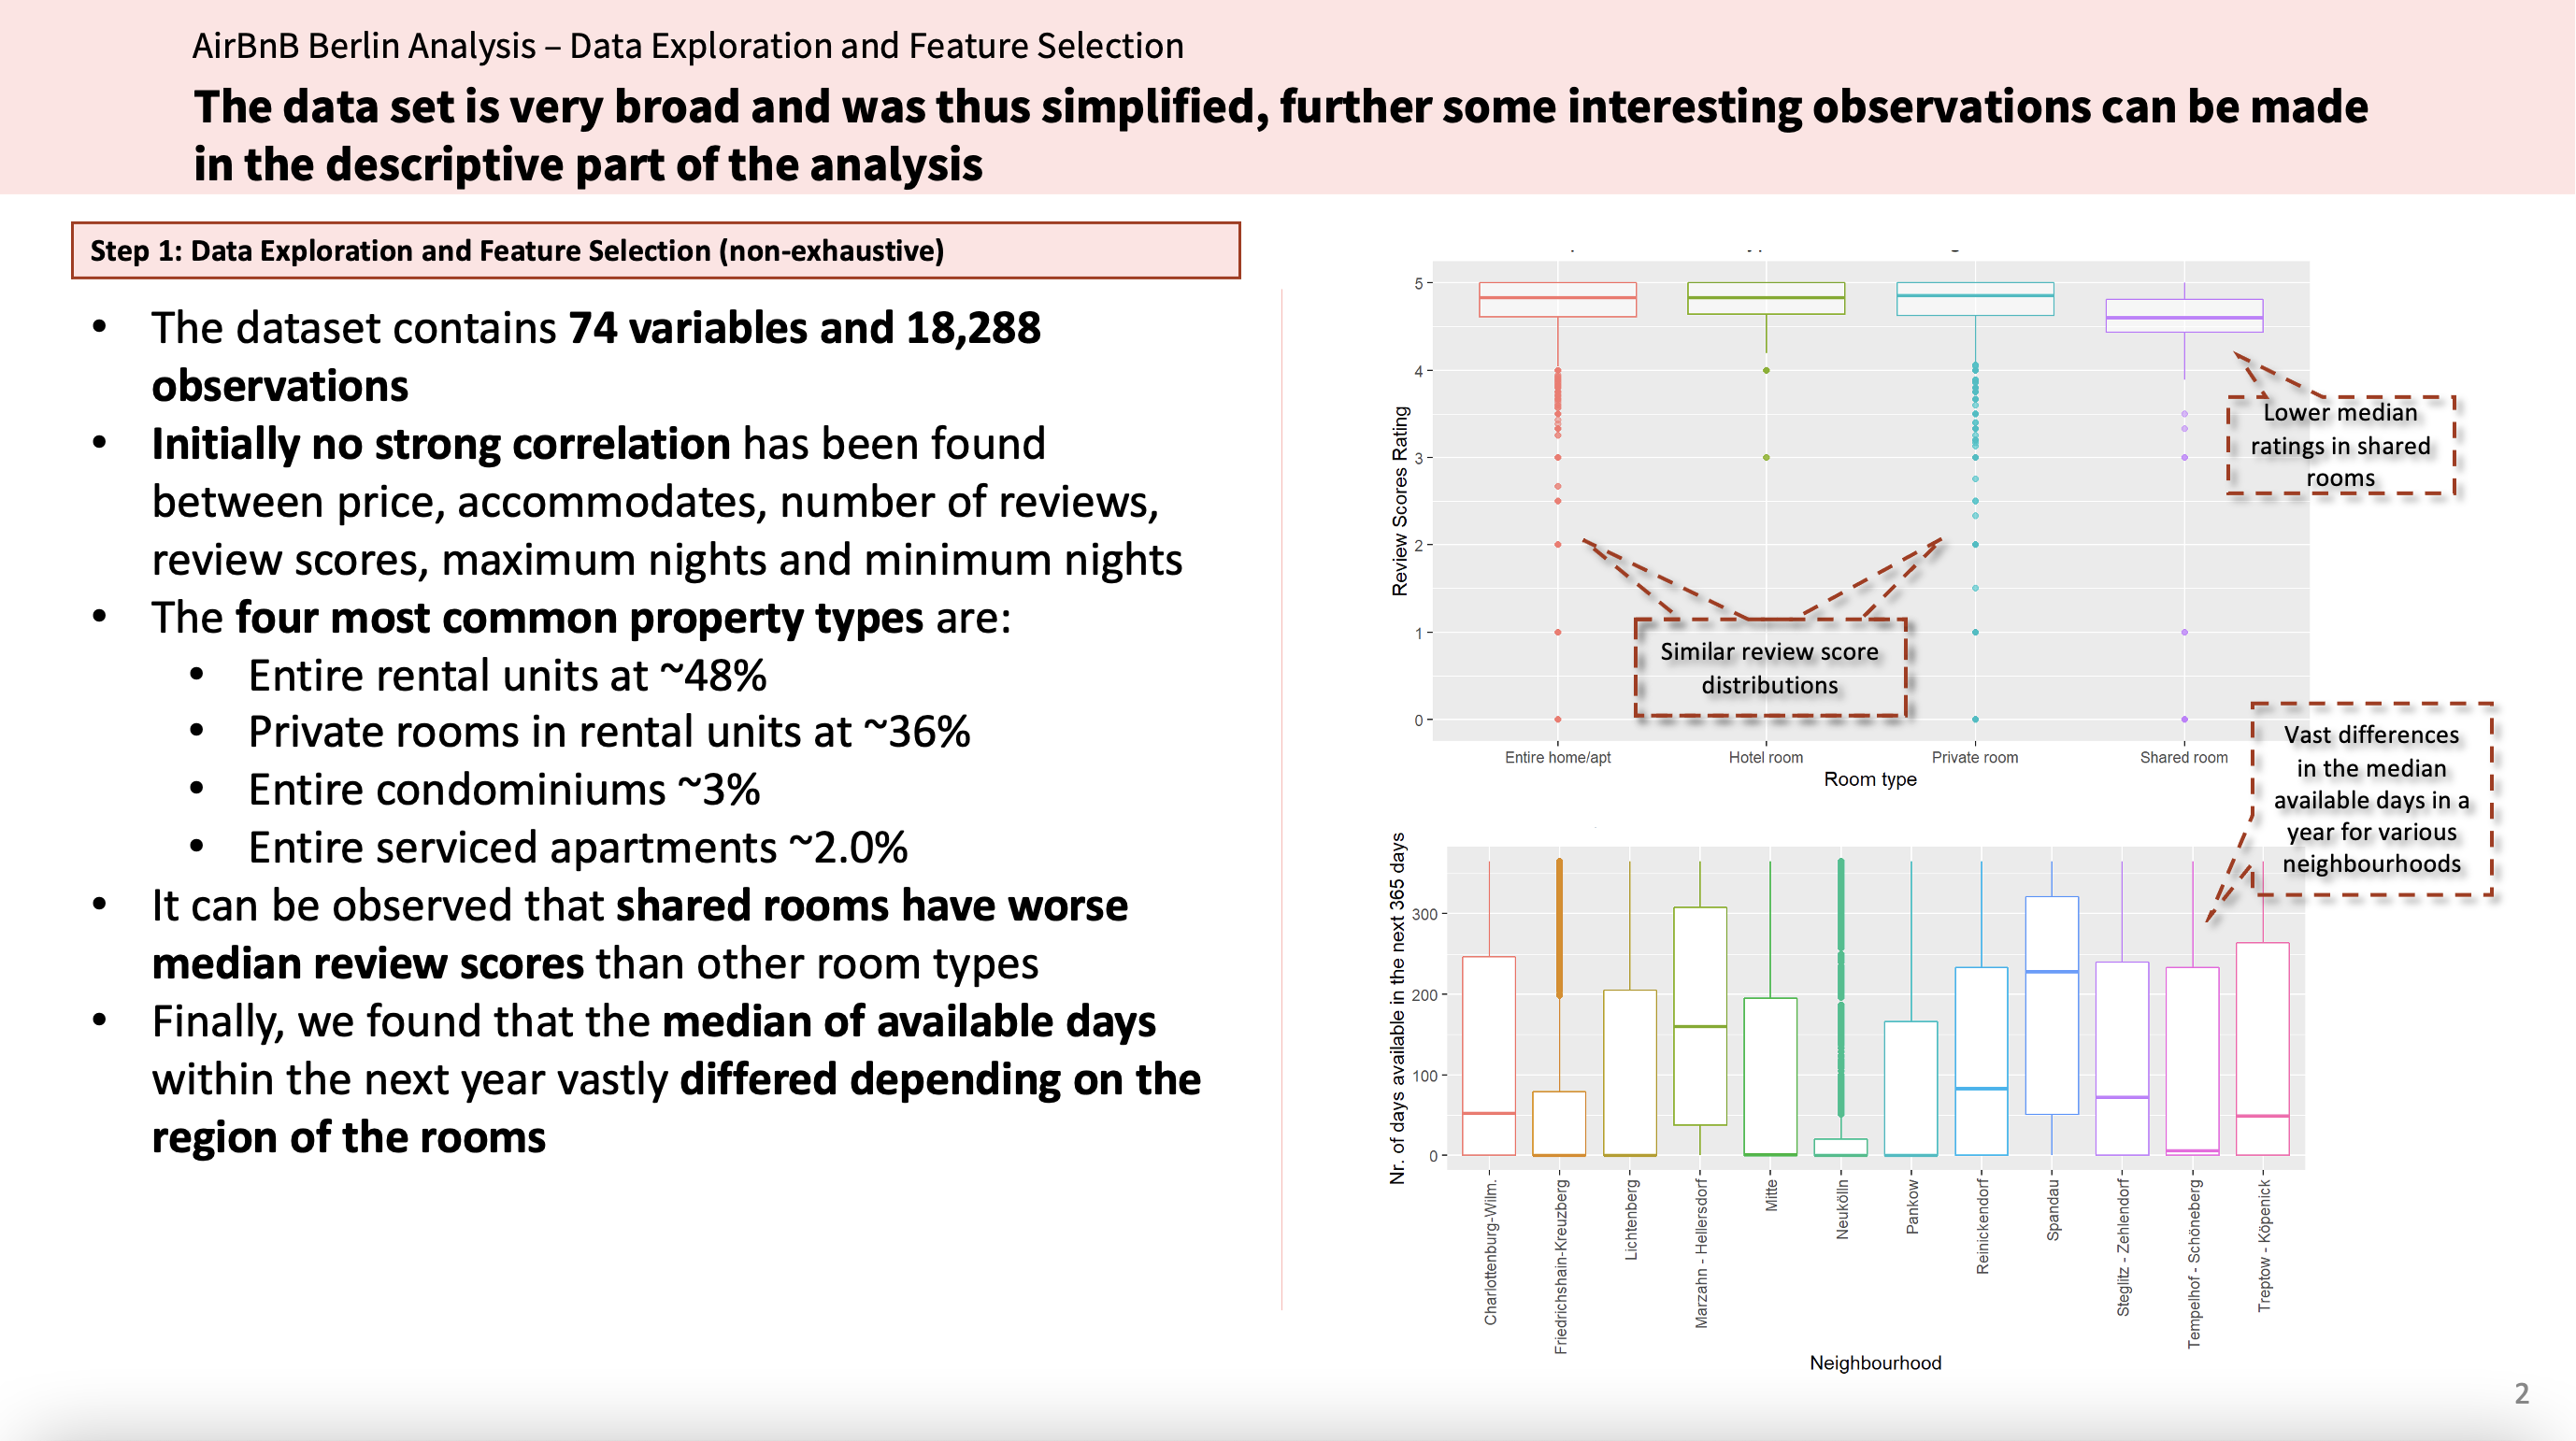 AirBnB Berlin Analysis – Data Exploration and Feature Selection
The data set is very broad and was thus simplified, further some interesting observations can be made
in the descriptive part of the analysis
Step 1: Data Exploration and Feature Selection (non-exhaustive)
• The dataset contains 74 variables and 18,288
observations
• Initially no strong correlation has been found
between price, accommodates, number of reviews,
review scores, maximum nights and minimum nights
• The four most common property types are:
• Entire rental units at ~48%
• Private rooms in rental units at ~36%
• Entire condominiums ~3%
• Entire serviced apartments ~2.0%
• It can be observed that shared rooms have worse
median review scores than other room types
• Finally, we found that the median of available days
within the next year vastly differed depending on the
region of the rooms
Review Scores Rating
5
4
3
2
1
0
Lower median
ratings in shared
rooms
Similar review score
distributions
Entire home/apt
Hotel room
Private room
Shared room
Room type
Vast differences
in the median
available days in a
year for various
neighbourhoods
Nr. of days available in the next 365 days
300
200
100
0
Charlottenburg-Wilm.
Friedrichshain-Kreuzberg
Lichtenberg
Marzahn - Hellersdorf
Mitte
Neukölln
Pankow
Reinickendorf
Spandau
Steglitz - Zehlendorf
Tempelhof - Schöneberg
Treptow - Köpenick
Neighbourhood
2